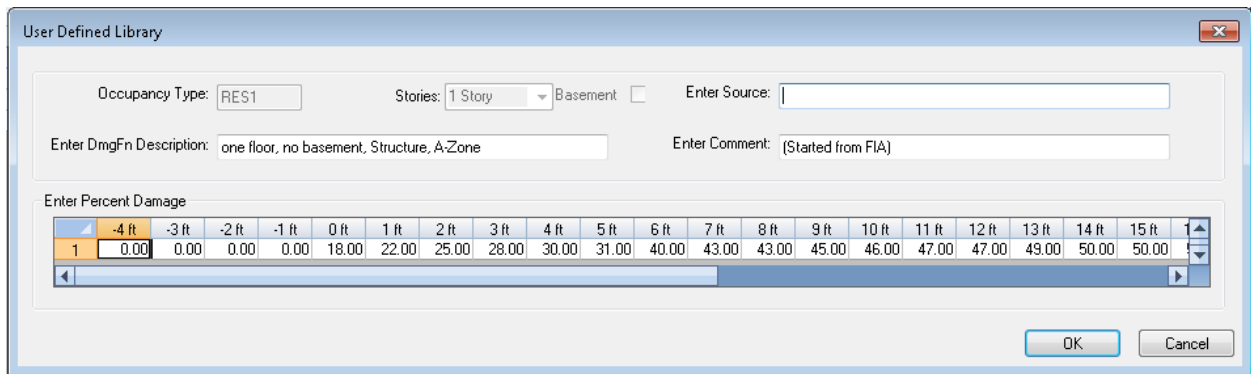 User Defined Library
Occupancy Type: RES1 Stories: 1 Story Basement Enter Source:
Enter DmgFn Description: one floor, no basement, Structure, A-Zone Enter Comment: (Started from FIA)
Enter Percent Damage
-4 ft -3 ft -2 ft -1 ft 0 ft 1 ft 2 ft 3 ft 4 ft 5 ft 6 ft 7 ft 8 ft 9 ft 10 ft 11 ft 12 ft 13 ft 14 ft 15 ft
1 0.00 0.00 0.00 0.00 18.00 22.00 25.00 28.00 30.00 31.00 40.00 43.00 43.00 45.00 46.00 47.00 47.00 49.00 50.00 50.00
OK Cancel